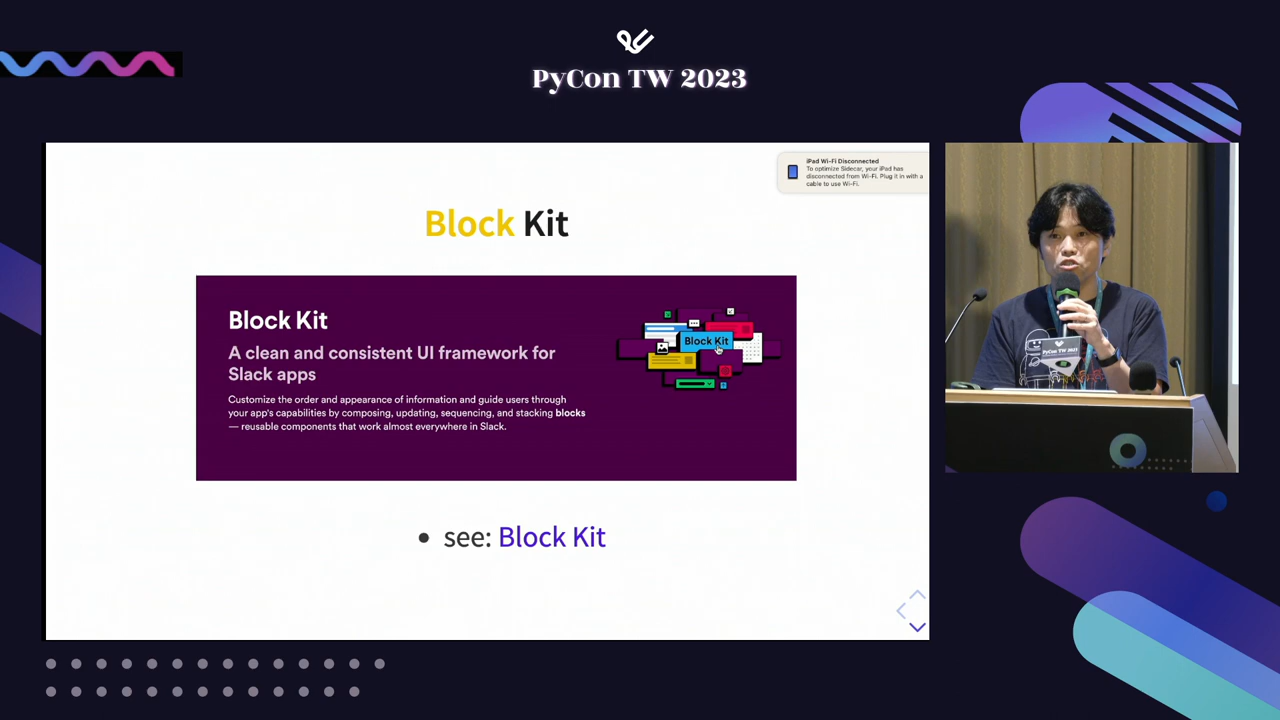 PyCon TW 2023
iPad Wi-Fi Disconnected
To optimize Sidecar, your iPad has
disconnected from Wi-Fi. Plug it in with a
cable to use Wi-Fi.
Block Kit
Block Kit
A clean and consistent UI framework for
Slack apps
Customize the order and appearance of information and guide users through
your app's capabilities by composing, updating, sequencing, and stacking blocks
— reusable components that work almost everywhere in Slack.
Block Kit
• see: Block Kit
PyCon TW 2023